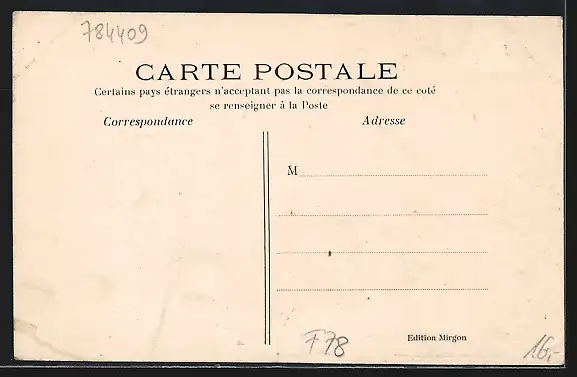 784409
CARTE POSTALE
Certains pays étrangers n'acceptant pas la correspondance de ce coté
se renseigner à la Poste
Correspondance
Adresse
M
Edition Mirgon
F78
16,-